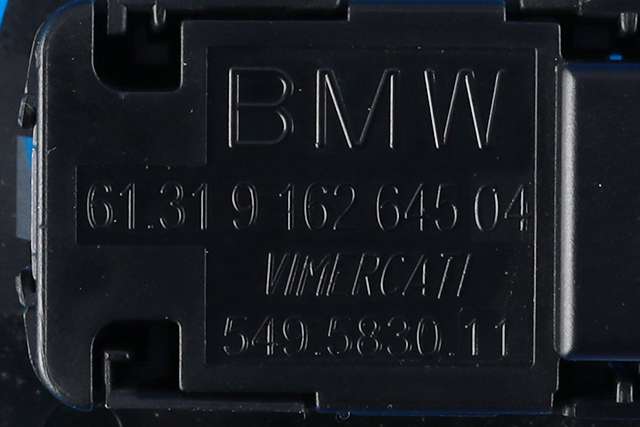 BMW
61.31 9 162 645 04
VIMERCATI
549.5830.11